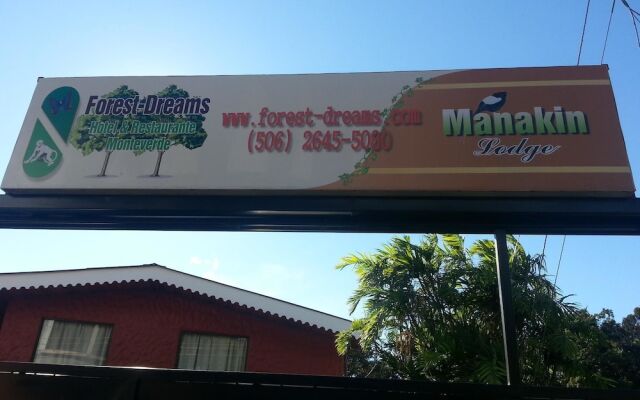 Forest-Dreams
Hotel & Restaurante
Monteverde
www.forest-dreams.com
(506) 2645-5080
Manakin
Lodge